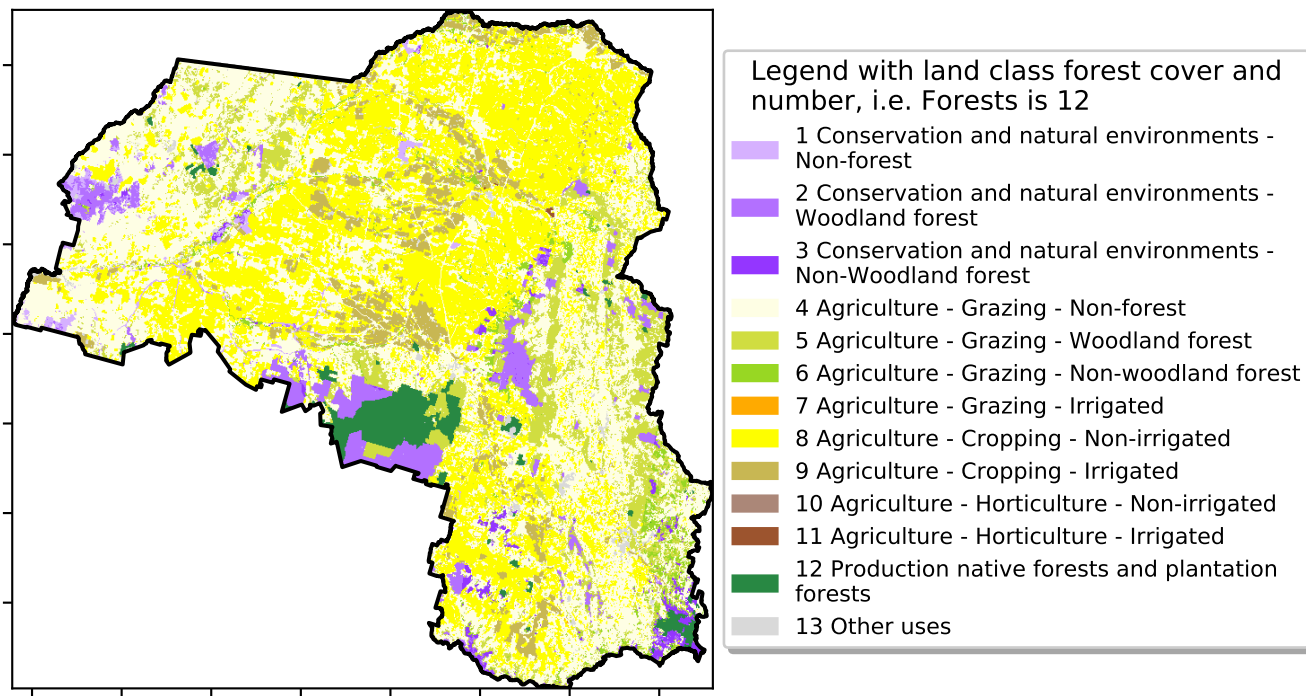 Legend with land class forest cover and
number, i.e. Forests is 12
1 Conservation and natural environments -
Non-forest
2 Conservation and natural environments -
Woodland forest
3 Conservation and natural environments -
Non-Woodland forest
4 Agriculture - Grazing - Non-forest
5 Agriculture - Grazing - Woodland forest
6 Agriculture - Grazing - Non-woodland forest
7 Agriculture - Grazing - Irrigated
8 Agriculture - Cropping - Non-irrigated
9 Agriculture - Cropping - Irrigated
10 Agriculture - Horticulture - Non-irrigated
11 Agriculture - Horticulture - Irrigated
12 Production native forests and plantation
forests
13 Other uses